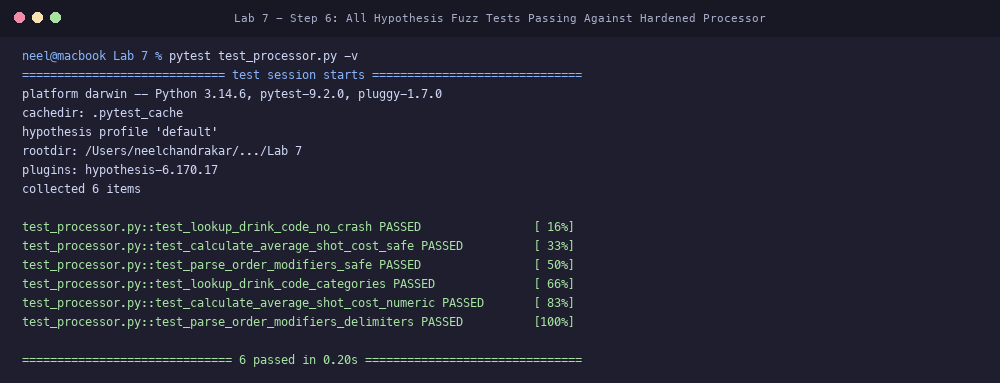 Lab 7 – Step 6: All Hypothesis Fuzz Tests Passing Against Hardened Processor
neel@macbook Lab 7 % pytest test_processor.py –v
============================= test session starts ==============================
platform darwin –– Python 3.14.6, pytest–9.2.0, pluggy–1.7.0
cachedir: .pytest_cache
hypothesis profile 'default'
rootdir: /Users/neelchandrakar/.../Lab 7
plugins: hypothesis–6.170.17
collected 6 items
test_processor.py::test_lookup_drink_code_no_crash PASSED                [ 16%]
test_processor.py::test_calculate_average_shot_cost_safe PASSED          [ 33%]
test_processor.py::test_parse_order_modifiers_safe PASSED                [ 50%]
test_processor.py::test_lookup_drink_code_categories PASSED              [ 66%]
test_processor.py::test_calculate_average_shot_cost_numeric PASSED       [ 83%]
test_processor.py::test_parse_order_modifiers_delimiters PASSED          [100%]
============================== 6 passed in 0.20s ===============================